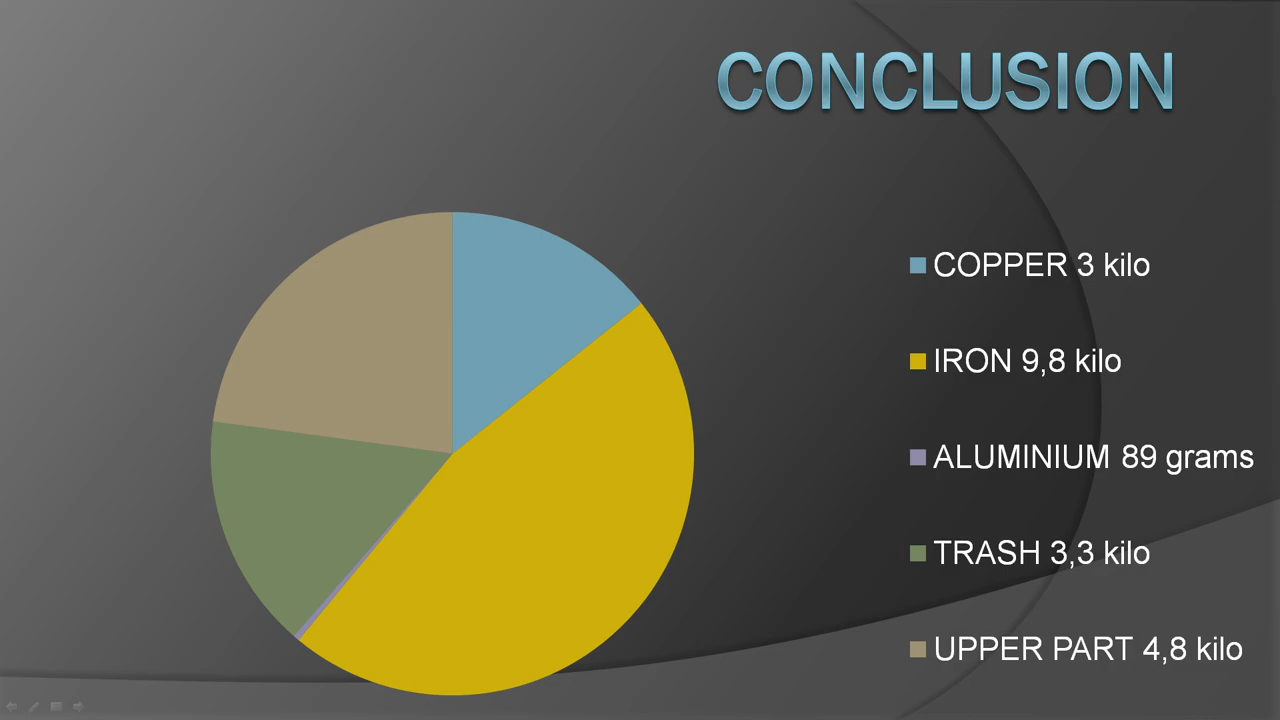 CONCLUSION
COPPER 3 kilo
IRON 9,8 kilo
ALUMINIUM 89 grams
TRASH 3,3 kilo
UPPER PART 4,8 kilo